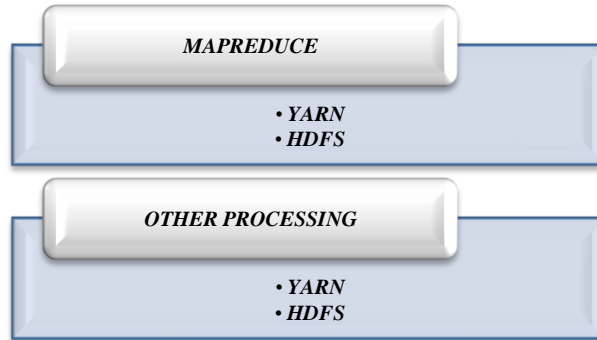 MAPREDUCE
• YARN
• HDFS
OTHER PROCESSING
• YARN
• HDFS